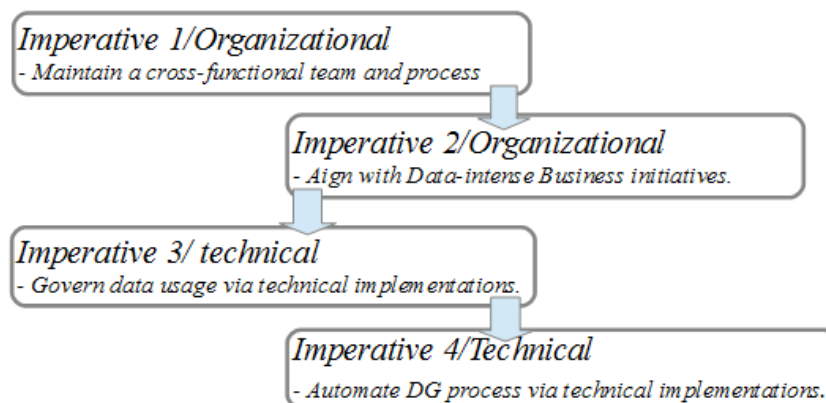 Imperative 1/Organizational
- Maintain a cross-functional team and process
Imperative 2/Organizational
- Aign with Data-intense Business initiatives.
Imperative 3/ technical
- Govern data usage via technical implementations.
Imperative 4/Technical
- Automate DG process via technical implementations.